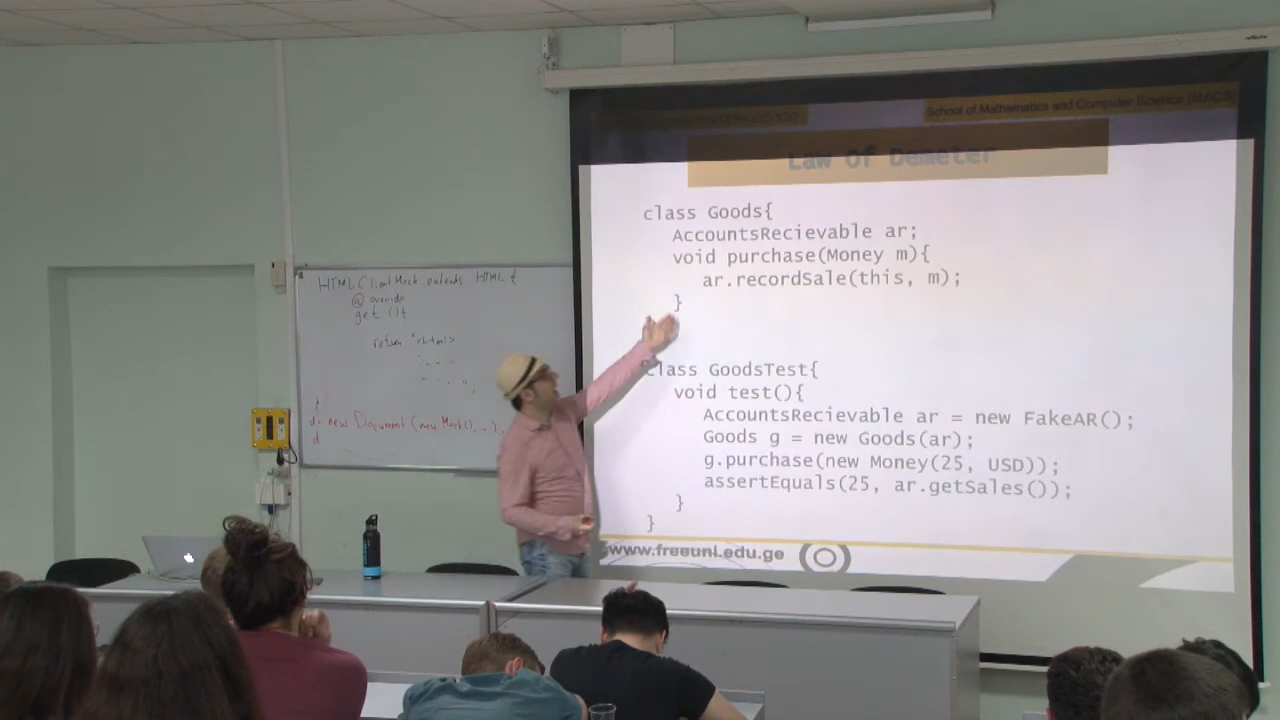 HTMLClientMock extends HTML {
@ override
get () {
return "<html>
d = new Document (new Mock(), ...),
d
School of Mathematics and Computer Science (MACS)
Law Of Demeter
class Goods{
AccountsRecievable ar;
void purchase(Money m){
ar.recordSale(this, m);
}
class GoodsTest{
void test(){
AccountsRecievable ar = new FakeAR();
Goods g = new Goods(ar);
g.purchase(new Money(25, USD));
assertEquals(25, ar.getSales());
}
}
www.freeuni.edu.ge